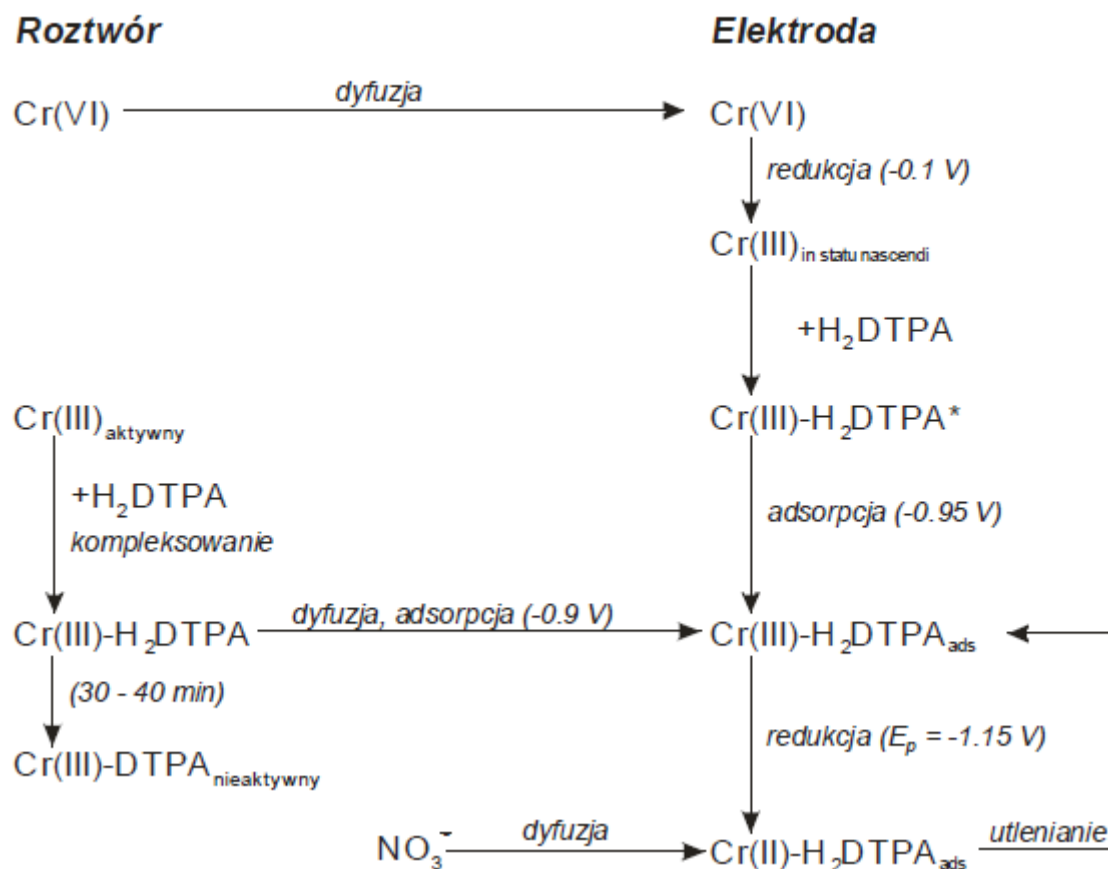 Roztwór Elektroda
Cr(VI) dyfuzja Cr(VI)
redukcja (-0.1 V)
Cr(III)in statu nascendi
+H₂DTPA
Cr(III)aktywny Cr(III)-H₂DTPA*
+H₂DTPA adsorpcja (-0.95 V)
kompleksowanie
Cr(III)-H₂DTPA dyfuzja, adsorpcja (-0.9 V) Cr(III)-H₂DTPAads
(30 - 40 min) redukcja (Eₚ = -1.15 V)
Cr(III)-DTPAnieaktywny
NO₃⁻ dyfuzja Cr(II)-H₂DTPAads utlenianie